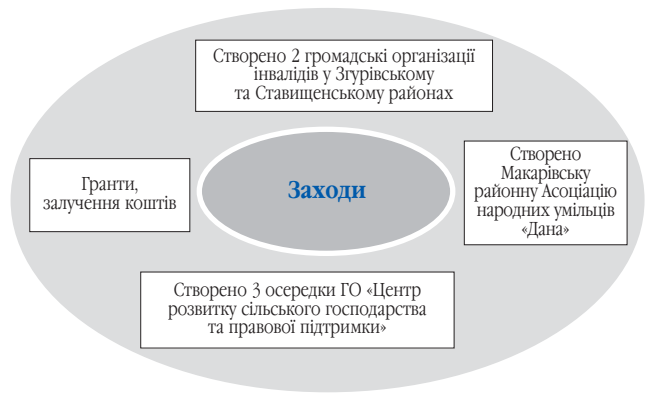 Створено 2 громадські організації
інвалідів у Згурівському
та Ставищенському районах
Гранти,
залучення коштів
Заходи
Створено
Макарівську
районну Асоціацію
народних умільців
«Дана»
Створено 3 осередки ГО «Центр
розвитку сільського господарства
та правової підтримки»